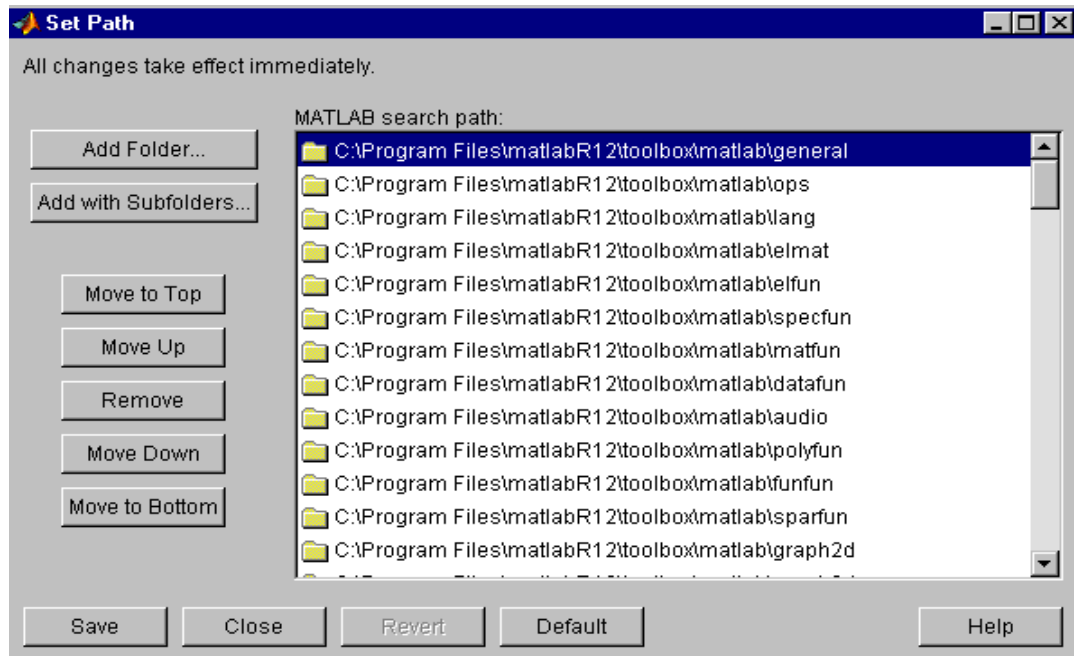 Set Path
All changes take effect immediately.
MATLAB search path:
Add Folder...
Add with Subfolders...
Move to Top
Move Up
Remove
Move Down
Move to Bottom
C:\Program Files\matlabR12\toolbox\matlab\general
C:\Program Files\matlabR12\toolbox\matlab\ops
C:\Program Files\matlabR12\toolbox\matlab\lang
C:\Program Files\matlabR12\toolbox\matlab\elmat
C:\Program Files\matlabR12\toolbox\matlab\elfun
C:\Program Files\matlabR12\toolbox\matlab\specfun
C:\Program Files\matlabR12\toolbox\matlab\matfun
C:\Program Files\matlabR12\toolbox\matlab\datafun
C:\Program Files\matlabR12\toolbox\matlab\audio
C:\Program Files\matlabR12\toolbox\matlab\polyfun
C:\Program Files\matlabR12\toolbox\matlab\funfun
C:\Program Files\matlabR12\toolbox\matlab\sparfun
C:\Program Files\matlabR12\toolbox\matlab\graph2d
Save
Close
Revert
Default
Help